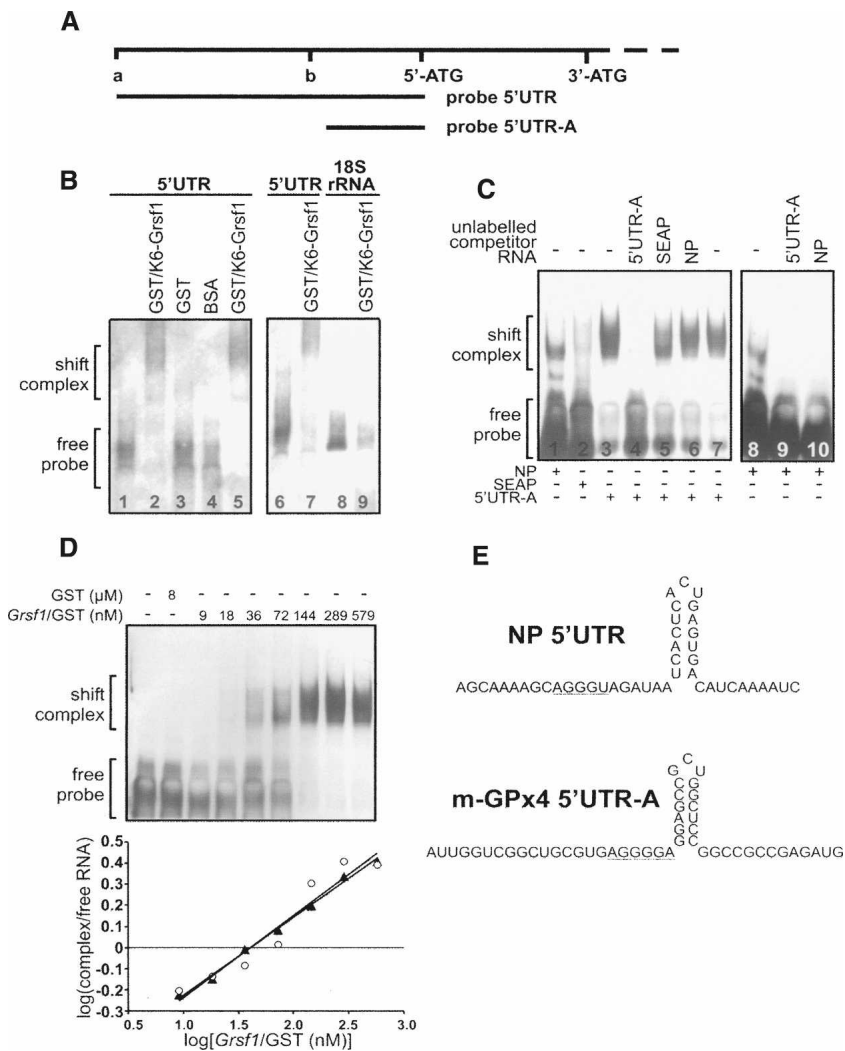 A
a b 5'-ATG 3'-ATG
probe 5'UTR
probe 5'UTR-A
B
5'UTR 5'UTR 18S rRNA
GST/K6-Grsf1 GST BSA GST/K6-Grsf1 GST/K6-Grsf1 GST/K6-Grsf1
shift complex
free probe
1 2 3 4 5 6 7 8 9
C
unlabelled competitor RNA - - - 5'UTR-A SEAP NP - - 5'UTR-A NP
shift complex
free probe
1 2 3 4 5 6 7 8 9 10
NP + - - - - - - + + +
SEAP - + - - - - - - - -
5'UTR-A - - + + + + + - - -
D
GST (µM) - 8 - - - - - - -
Grsf1/GST (nM) - - 9 18 36 72 144 289 579
shift complex
free probe
log(complex/free RNA)
0.5
0.4
0.3
0.2
0.1
0
-0.1
-0.2
-0.3
0.5 1.0 1.5 2.0 2.5 3.0
log[Grsf1/GST (nM)]
E
NP 5'UTR
AGCAAAAGCAGGGUAGAUAA UCACUCA C UGAGUGA CAUCAAAAUC
m-GPx4 5'UTR-A
AUUGGUCGGCUGCGUGAGGGGA GGAGCCG C UGGCUCC GGCCGCCGAGAUG